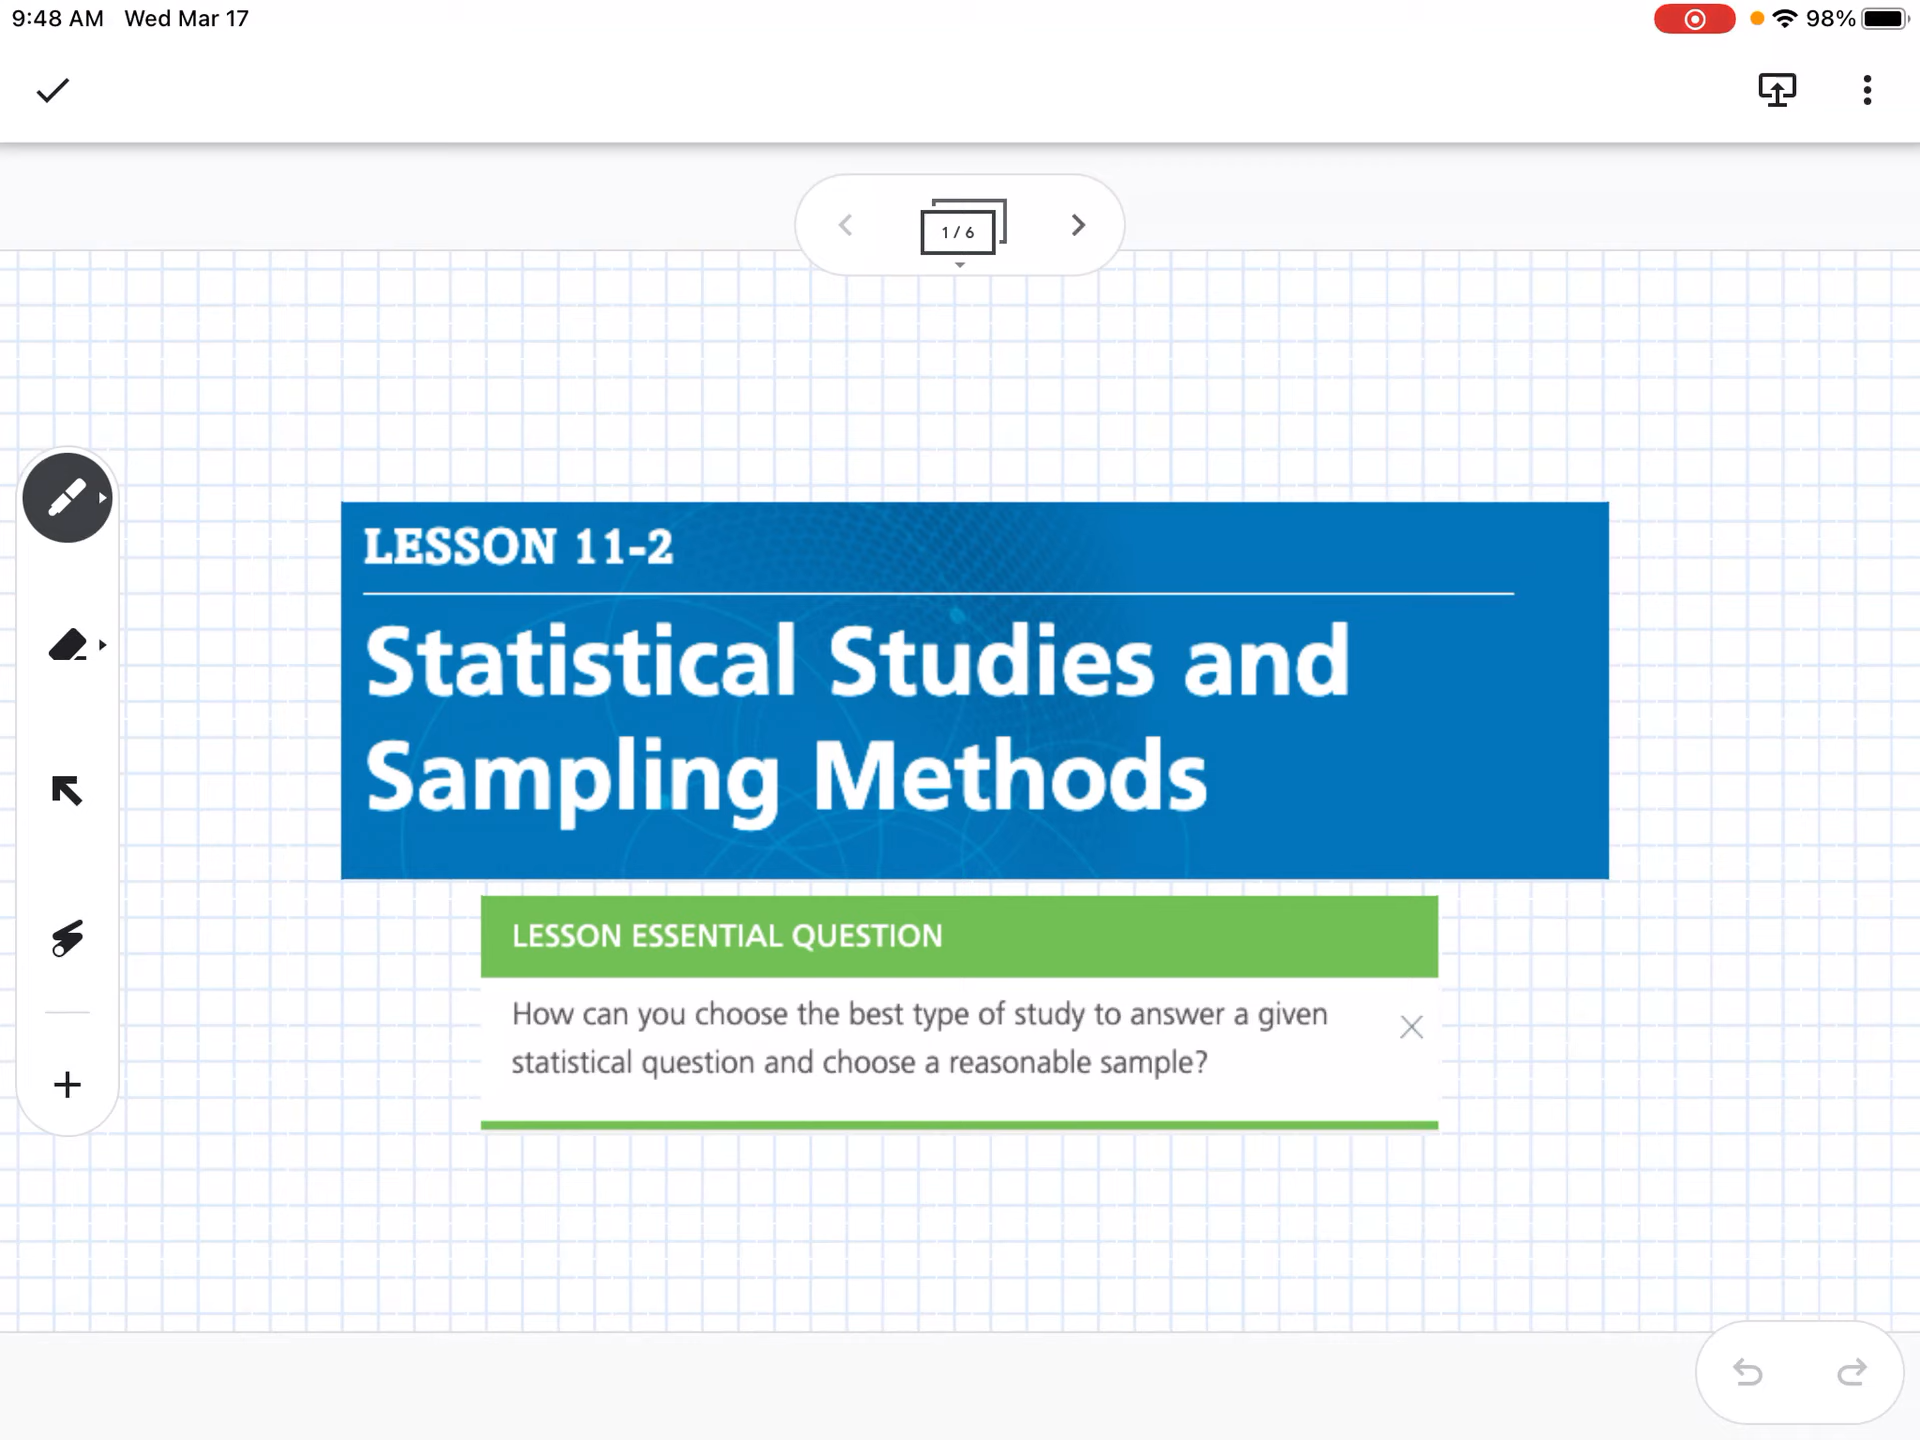 9:48 AM Wed Mar 17
98%
1 / 6
LESSON 11-2
Statistical Studies and
Sampling Methods
LESSON ESSENTIAL QUESTION
How can you choose the best type of study to answer a given
statistical question and choose a reasonable sample?